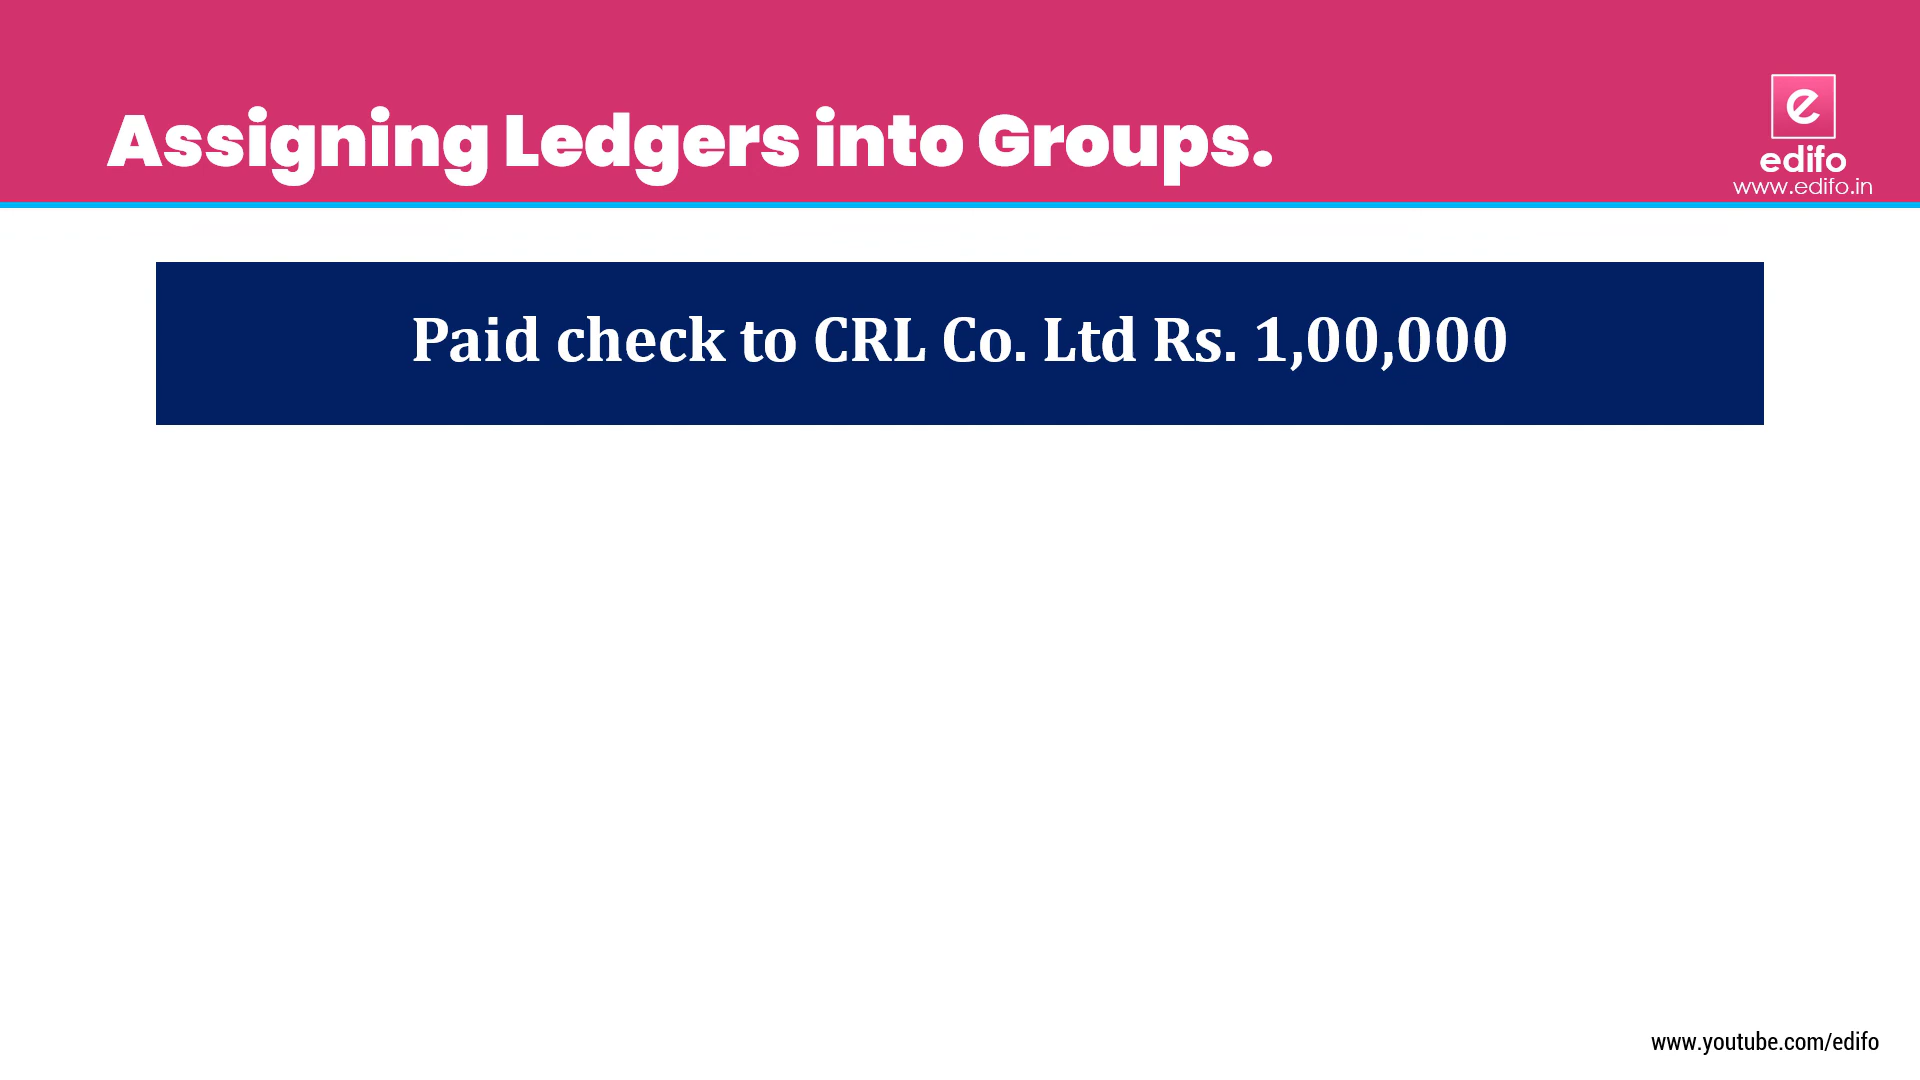 Assigning Ledgers into Groups.
e
edifo
www.edifo.in
Paid check to CRL Co. Ltd Rs. 1,00,000
www.youtube.com/edifo